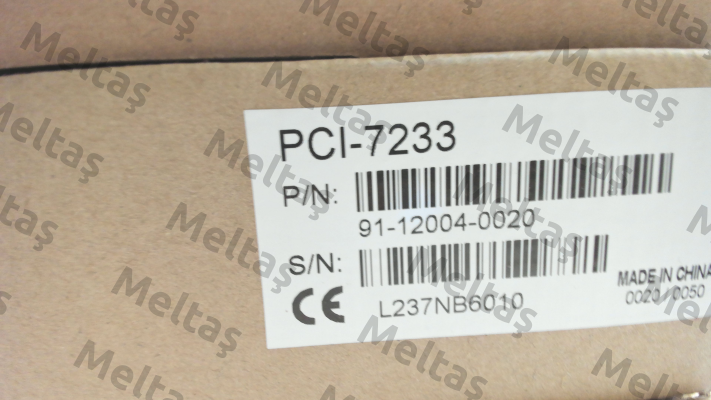 PCI-7233
P/N:
91-12004-0020
S/N:
L237NB6010
CE
MADE IN CHINA
0020 / 0050
Meltaş